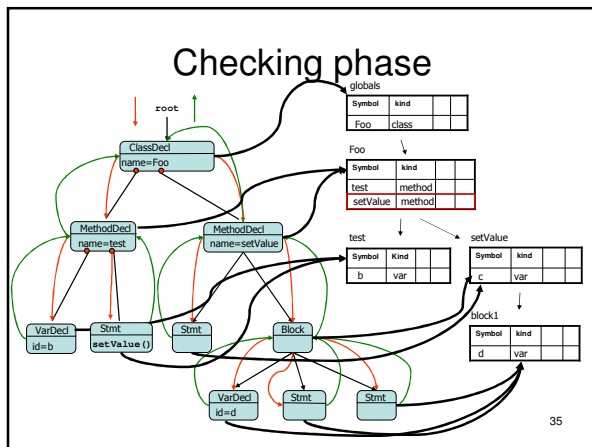 Checking phase
root
ClassDecl
name=Foo
MethodDecl
name=test
MethodDecl
name=setValue
VarDecl
id=b
Stmt
setValue()
Stmt
Block
VarDecl
id=d
Stmt
Stmt
globals
Symbol kind
Foo class
Foo
Symbol kind
test method
setValue method
test
Symbol Kind
b var
setValue
Symbol kind
c var
block1
Symbol kind
d var
35